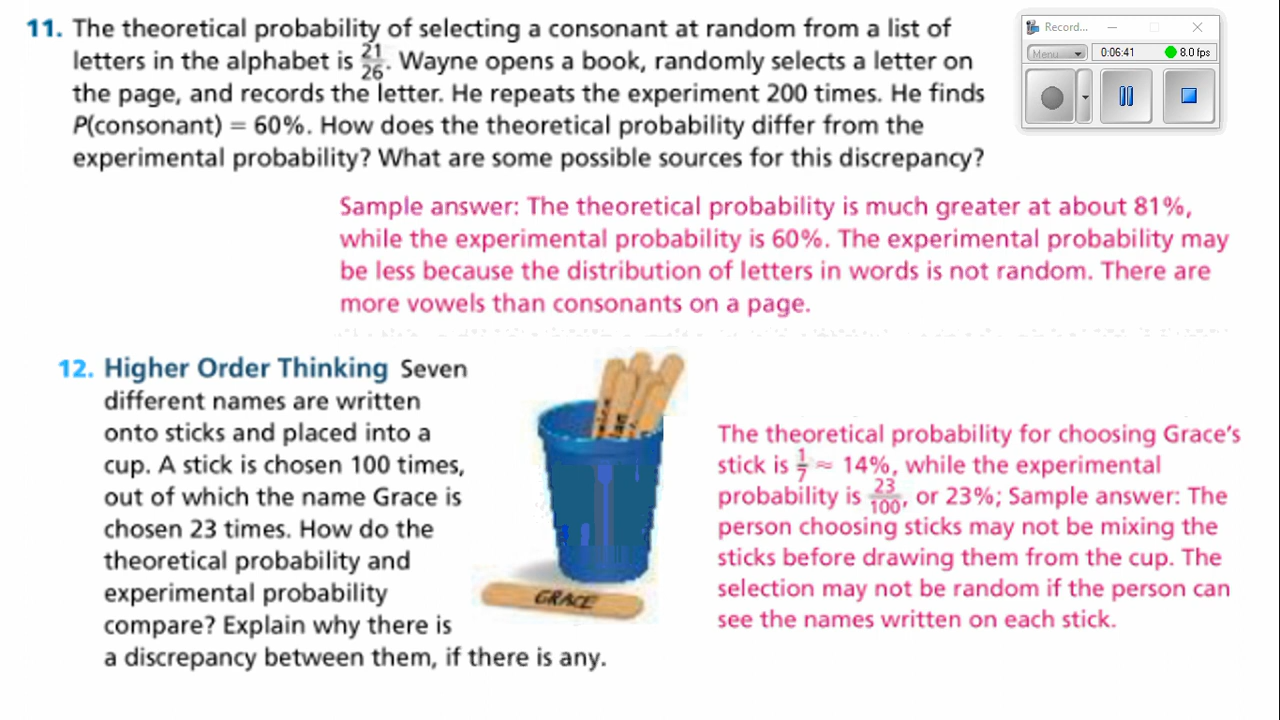 11. The theoretical probability of selecting a consonant at random from a list of
letters in the alphabet is 21/26. Wayne opens a book, randomly selects a letter on
the page, and records the letter. He repeats the experiment 200 times. He finds
P(consonant) = 60%. How does the theoretical probability differ from the
experimental probability? What are some possible sources for this discrepancy?
Record...
Menu
0:06:41
8.0 fps
Sample answer: The theoretical probability is much greater at about 81%,
while the experimental probability is 60%. The experimental probability may
be less because the distribution of letters in words is not random. There are
more vowels than consonants on a page.
12. Higher Order Thinking Seven
different names are written
onto sticks and placed into a
cup. A stick is chosen 100 times,
out of which the name Grace is
chosen 23 times. How do the
theoretical probability and
experimental probability
compare? Explain why there is
a discrepancy between them, if there is any.
GRACE
The theoretical probability for choosing Grace's
stick is 1/7 ≈ 14%, while the experimental
probability is 23/100, or 23%; Sample answer: The
person choosing sticks may not be mixing the
sticks before drawing them from the cup. The
selection may not be random if the person can
see the names written on each stick.